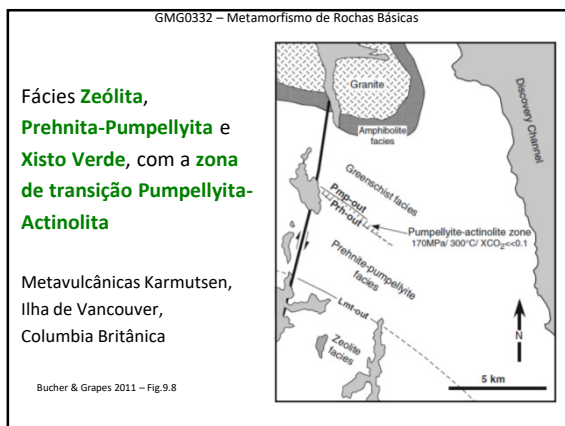 GMG0332 – Metamorfismo de Rochas Básicas
Fácies Zeólita,
Prehnita-Pumpellyita e
Xisto Verde, com a zona
de transição Pumpellyita-
Actinolita
Metavulcânicas Karmutsen,
Ilha de Vancouver,
Columbia Britânica
Bucher & Grapes 2011 – Fig.9.8
Granite
Amphibolite
facies
Discovery Channel
Greenschist facies
Pmp-out
Prh-out
Pumpellyite-actinolite zone
170MPa/ 300°C/ XCO₂<<0.1
Prehnite-pumpellyite
facies
Lmt-out
Zeolite
facies
N
5 km